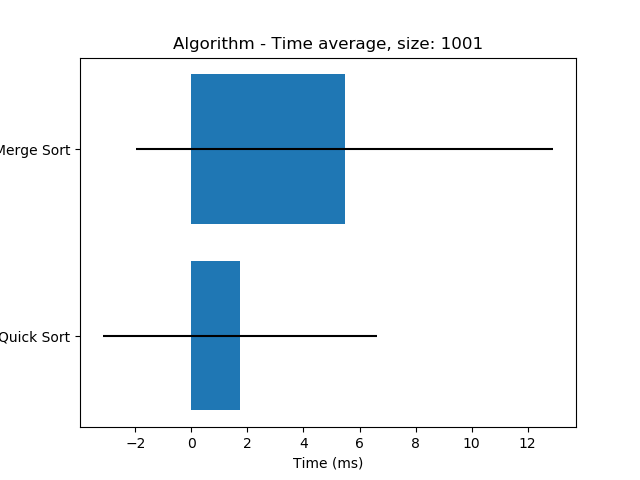 Algorithm - Time average, size: 1001
Merge Sort
Quick Sort
−2 0 2 4 6 8 10 12
Time (ms)